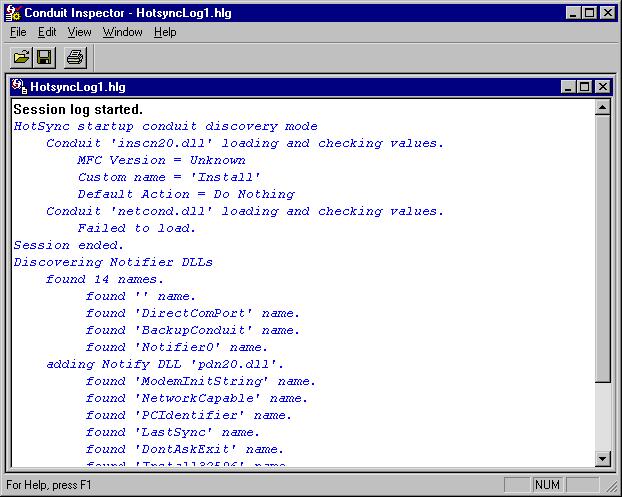 Conduit Inspector - HotsyncLog1.hlg
File Edit View Window Help
HotsyncLog1.hlg
Session log started.
HotSync startup conduit discovery mode
Conduit 'inscn20.dll' loading and checking values.
MFC Version = Unknown
Custom name = 'Install'
Default Action = Do Nothing
Conduit 'netcond.dll' loading and checking values.
Failed to load.
Session ended.
Discovering Notifier DLLs
found 14 names.
found '' name.
found 'DirectComPort' name.
found 'BackupConduit' name.
found 'Notifier0' name.
adding Notify DLL 'pdn20.dll'.
found 'ModemInitString' name.
found 'NetworkCapable' name.
found 'PCIdentifier' name.
found 'LastSync' name.
found 'DontAskExit' name.
found 'Install32506' name
For Help, press F1
NUM